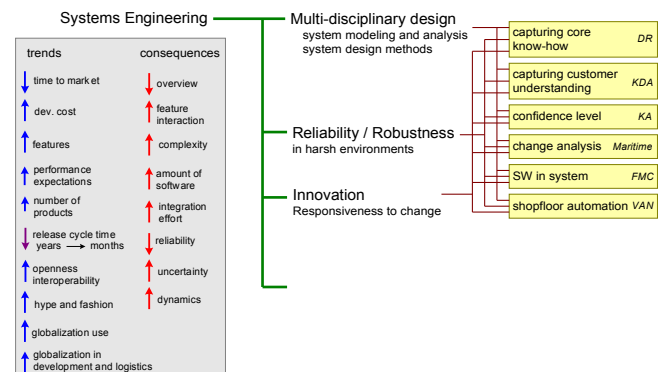 Systems Engineering
trends
consequences
time to market
dev. cost
features
performance
expectations
number of
products
release cycle time
years → months
openness
interoperability
hype and fashion
globalization use
globalization in
development and logistics
overview
feature
interaction
complexity
amount of
software
integration
effort
reliability
uncertainty
dynamics
Multi-disciplinary design
system modeling and analysis
system design methods
Reliability / Robustness
in harsh environments
Innovation
Responsiveness to change
capturing core
know-how DR
capturing customer
understanding KDA
confidence level KA
change analysis Maritime
SW in system FMC
shopfloor automation VAN